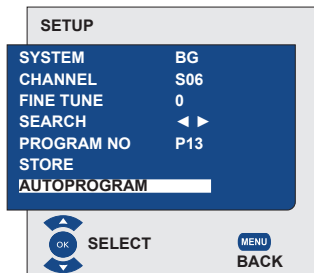 SETUP
SYSTEM BG
CHANNEL S06
FINE TUNE 0
SEARCH ◄ ►
PROGRAM NO P13
STORE
AUTOPROGRAM
OK SELECT MENU
BACK